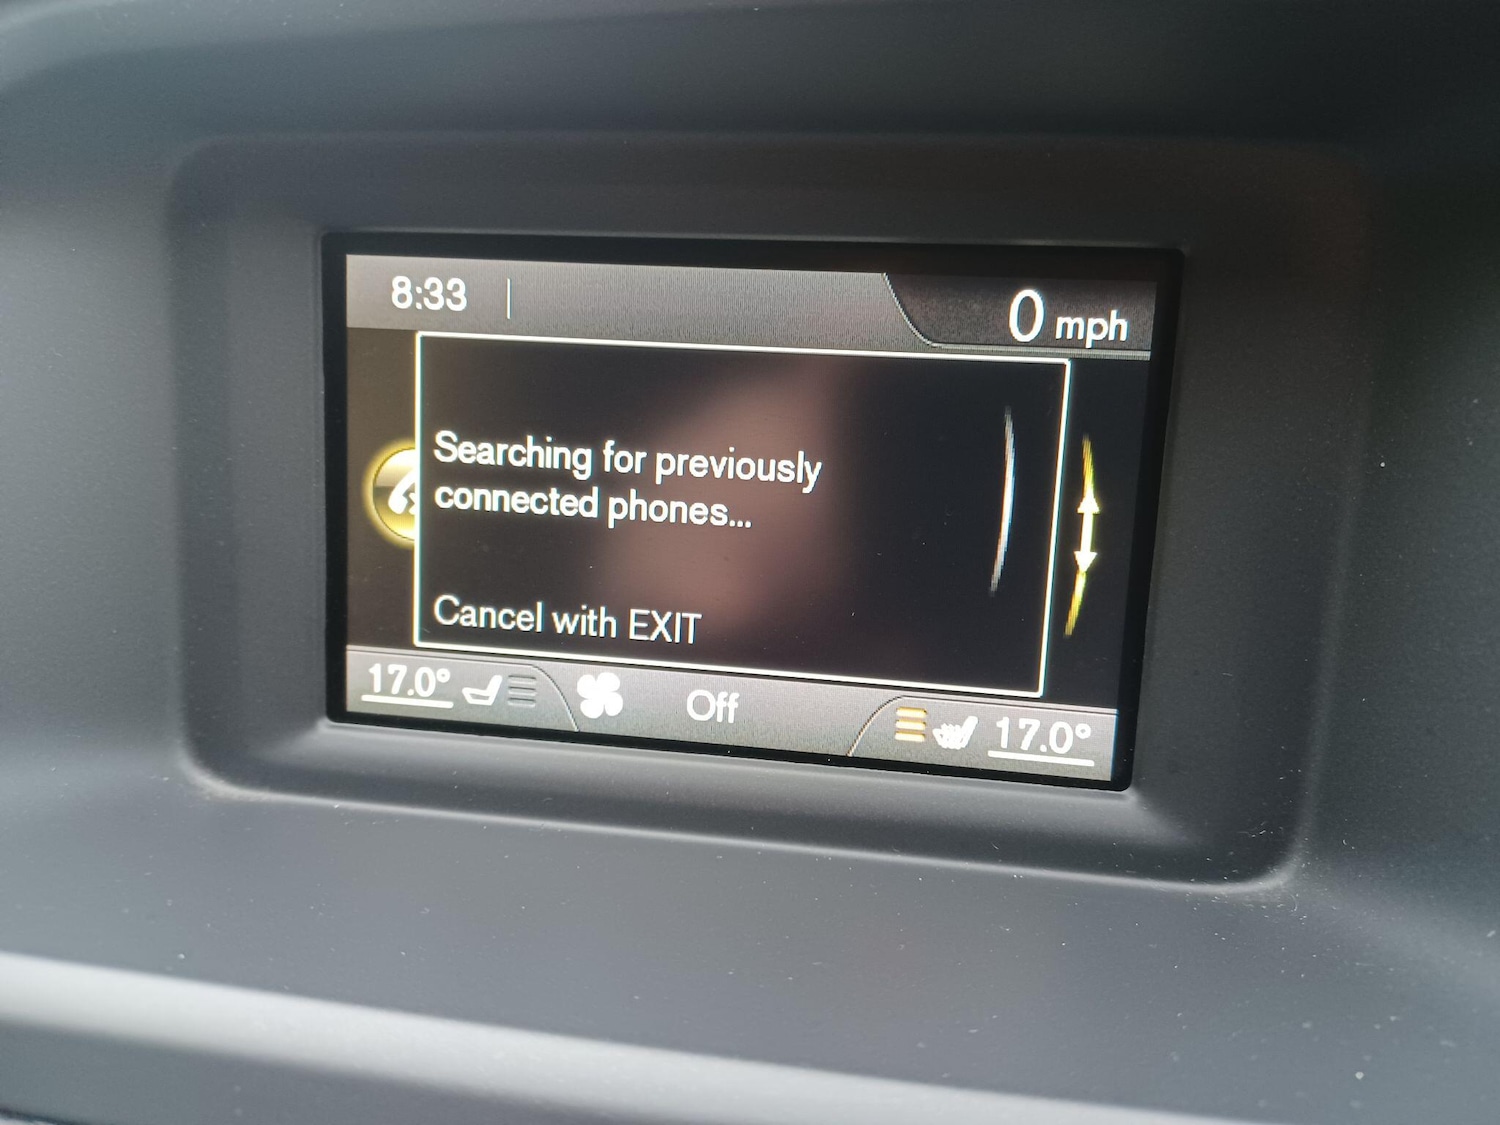 8:33
0 mph
Searching for previously
connected phones...
Cancel with EXIT
17.0° Off 17.0°